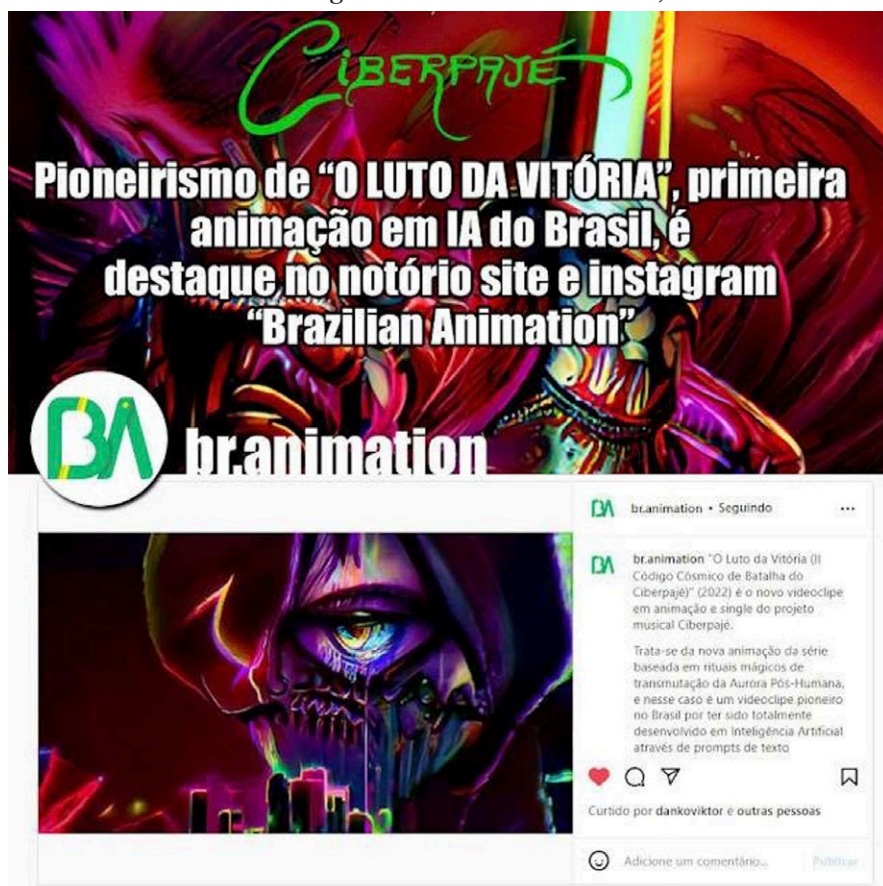 CIBERPAJÉ
Pioneirismo de “O LUTO DA VITÓRIA”, primeira
animação em IA do Brasil, é
destaque no notório site e instagram
“Brazilian Animation”
BA
br.animation
BA br.animation • Seguindo
BA br.animation "O Luto da Vitória (II
Código Cósmico de Batalha do
Ciberpajé)" (2022) é o novo videoclipe
em animação e single do projeto
musical Ciberpajé.
Trata-se da nova animação da série
baseada em rituais mágicos de
transmutação da Aurora Pós-Humana,
e nesse caso é um videoclipe pioneiro
no Brasil por ter sido totalmente
desenvolvido em Inteligência Artificial
através de prompts de texto
Curtido por dankoviktor e outras pessoas
Adicione um comentário... Publicar